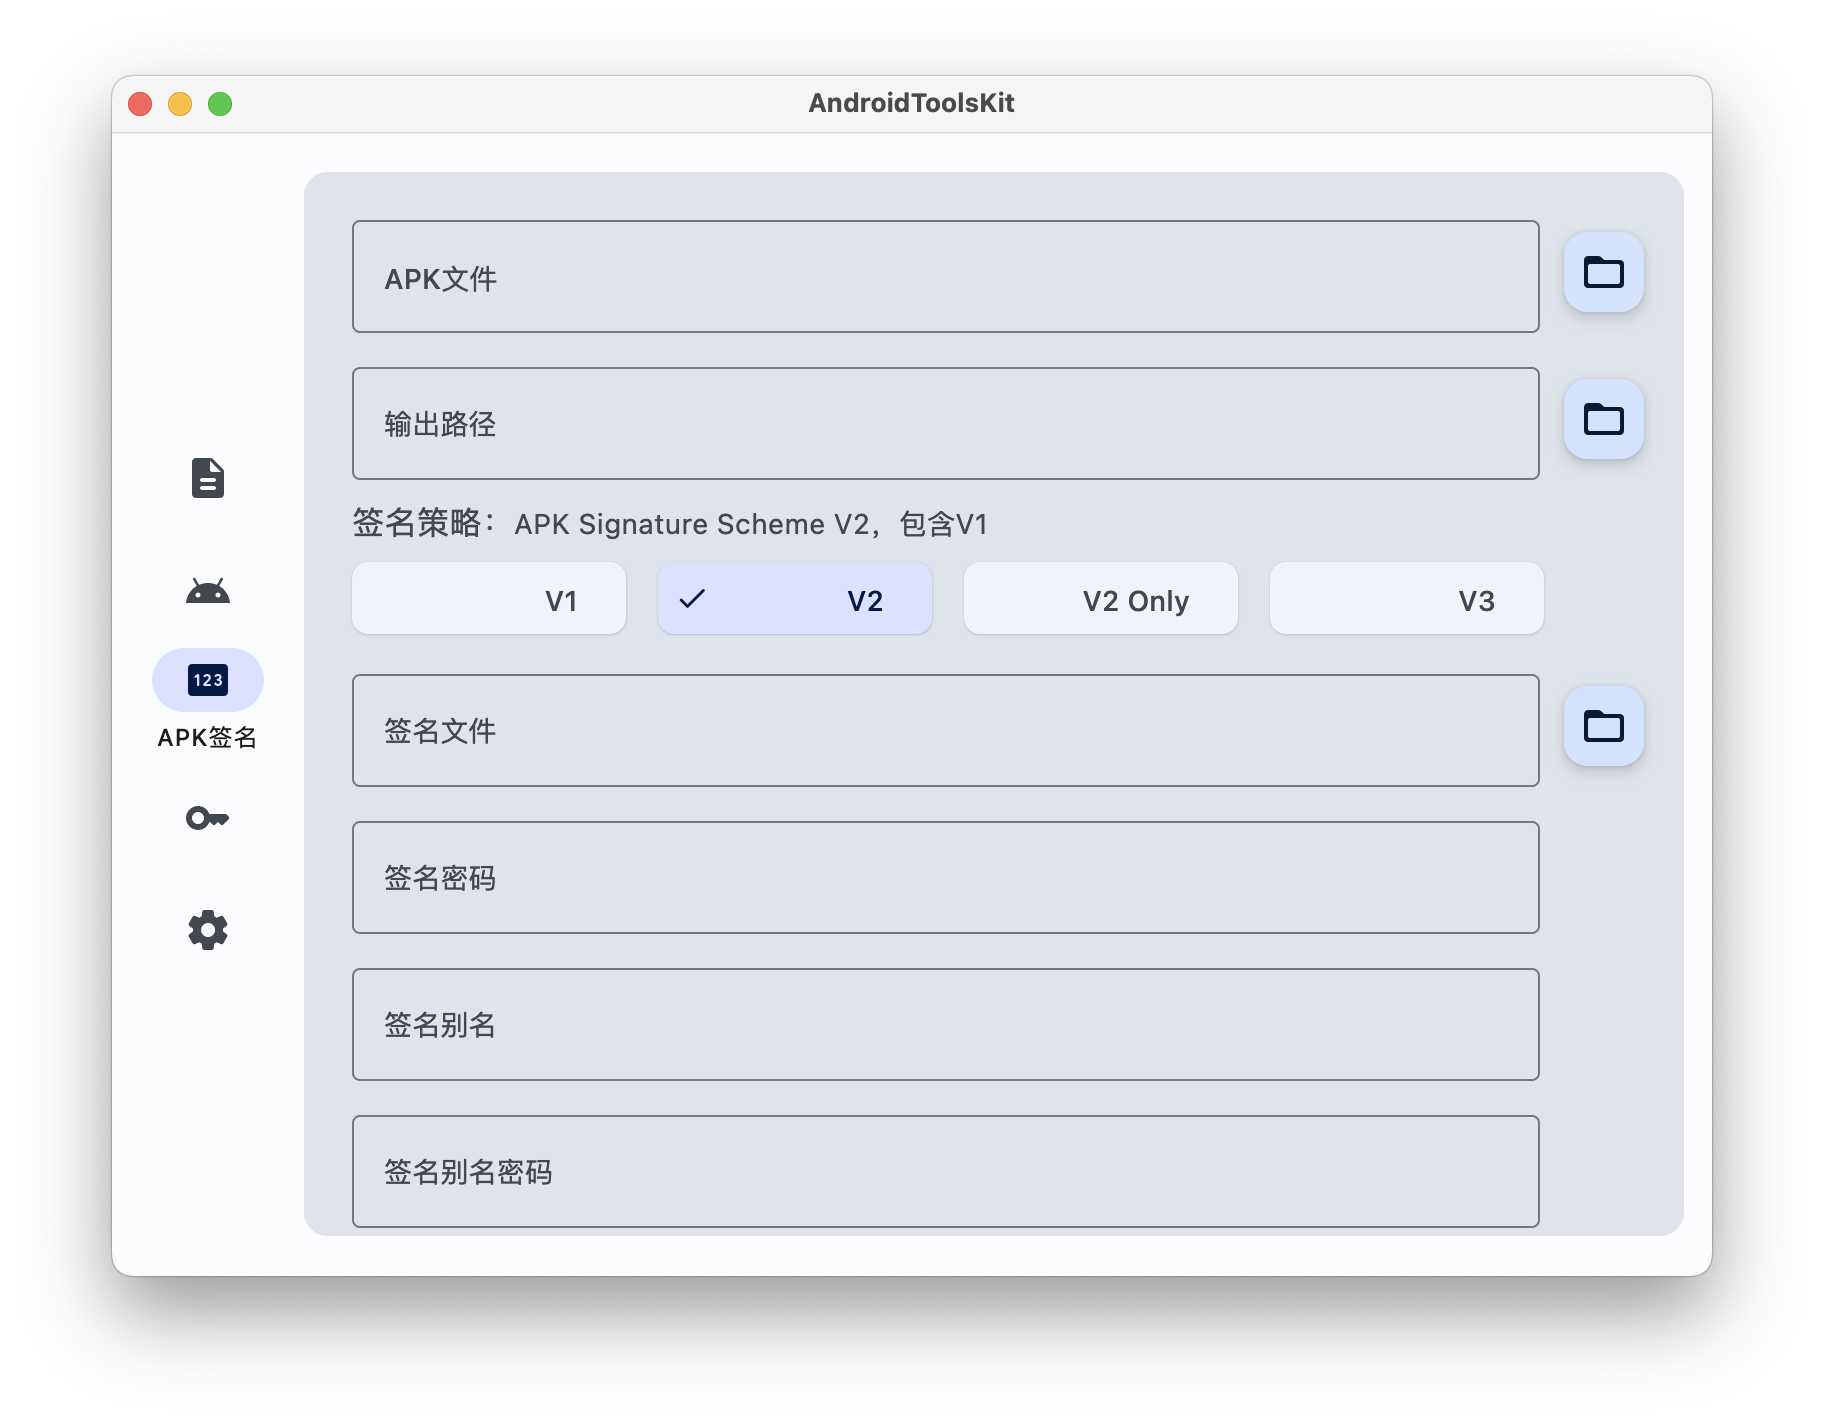 AndroidToolsKit
APK文件
输出路径
签名策略：APK Signature Scheme V2，包含V1
V1
V2
V2 Only
V3
123
APK签名
签名文件
签名密码
签名别名
签名别名密码